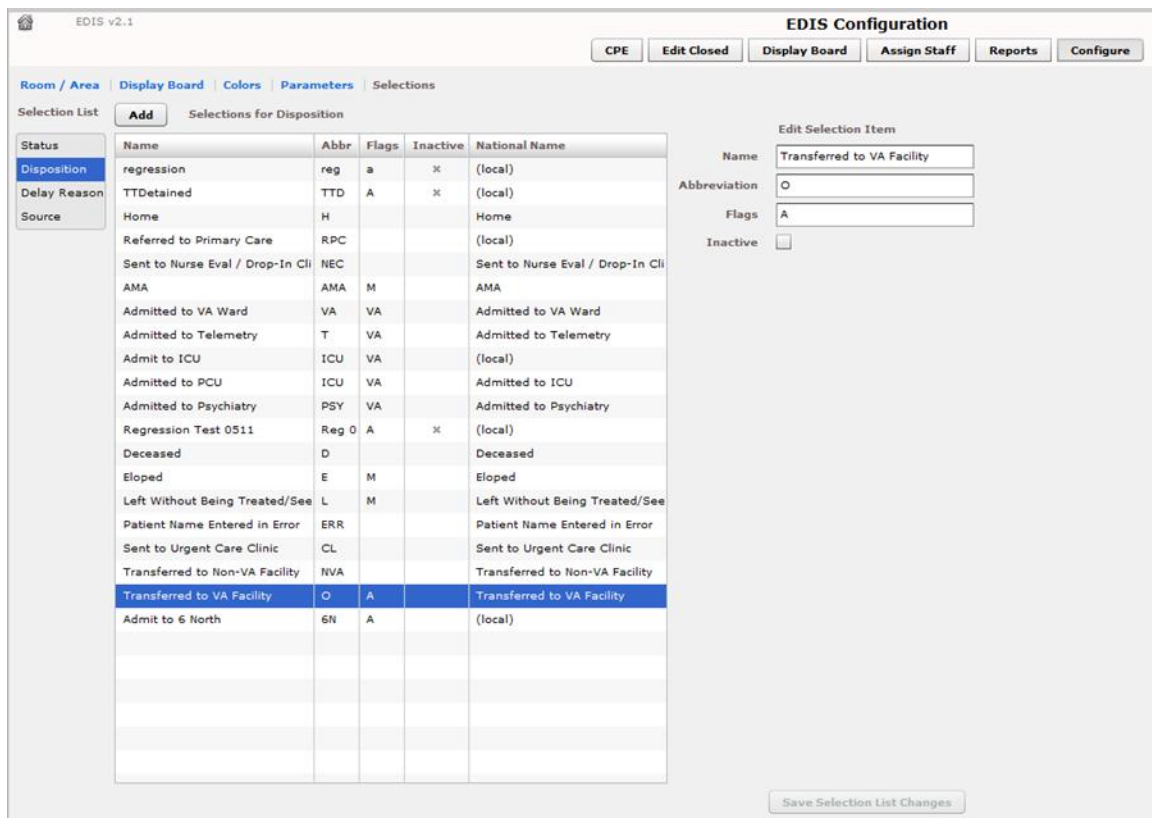 EDIS v2.1
EDIS Configuration
CPE Edit Closed Display Board Assign Staff Reports Configure
Room / Area | Display Board | Colors | Parameters | Selections
Selection List Add Selections for Disposition
Edit Selection Item
Status
Disposition
Delay Reason
Source
Name Abbr Flags Inactive National Name
regression reg a × (local)
TTDetained TTD A × (local)
Home H Home
Referred to Primary Care RPC (local)
Sent to Nurse Eval / Drop-In Cli NEC Sent to Nurse Eval / Drop-In Cli
AMA AMA M AMA
Admitted to VA Ward VA VA Admitted to VA Ward
Admitted to Telemetry T VA Admitted to Telemetry
Admit to ICU ICU VA (local)
Admitted to PCU ICU VA Admitted to ICU
Admitted to Psychiatry PSY VA Admitted to Psychiatry
Regression Test 0511 Reg 0 A × (local)
Deceased D Deceased
Eloped E M Eloped
Left Without Being Treated/See L M Left Without Being Treated/See
Patient Name Entered in Error ERR Patient Name Entered in Error
Sent to Urgent Care Clinic CL Sent to Urgent Care Clinic
Transferred to Non-VA Facility NVA Transferred to Non-VA Facility
Transferred to VA Facility O A Transferred to VA Facility
Admit to 6 North 6N A (local)
Name Transferred to VA Facility
Abbreviation O
Flags A
Inactive
Save Selection List Changes